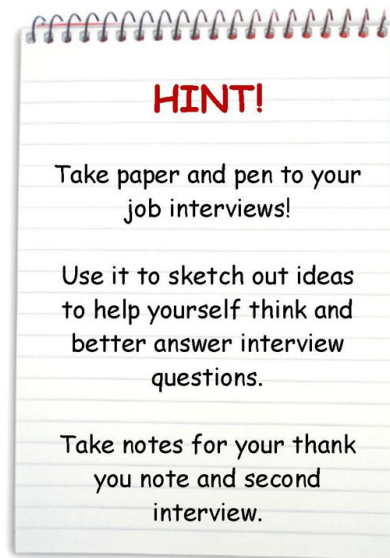 HINT!
Take paper and pen to your
job interviews!
Use it to sketch out ideas
to help yourself think and
better answer interview
questions.
Take notes for your thank
you note and second
interview.